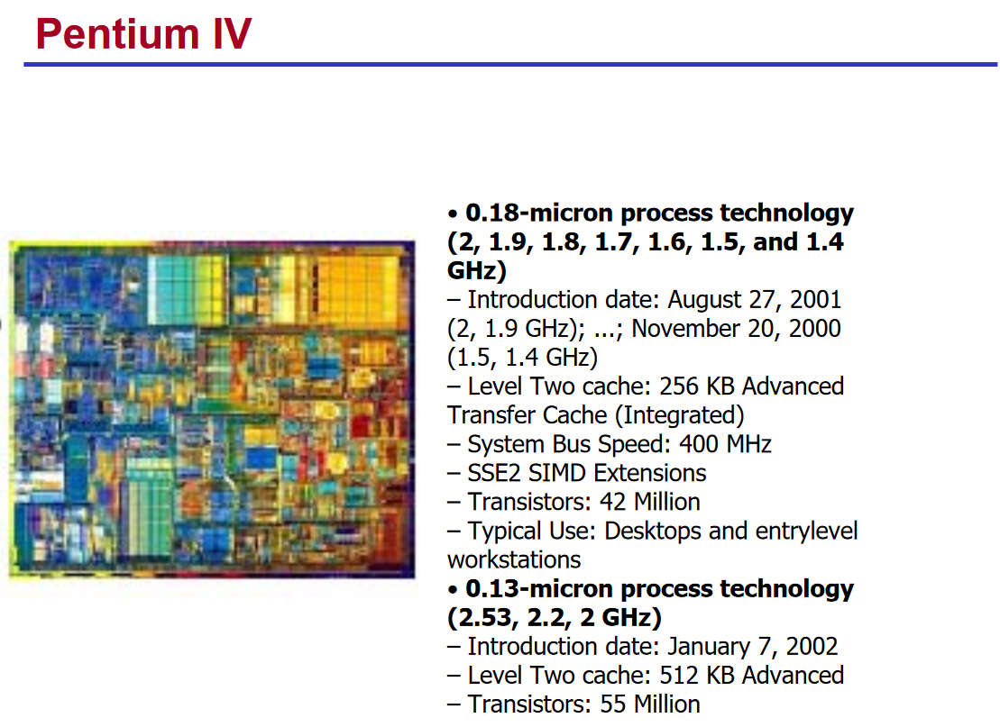 Pentium IV
• 0.18-micron process technology
(2, 1.9, 1.8, 1.7, 1.6, 1.5, and 1.4
GHz)
– Introduction date: August 27, 2001
(2, 1.9 GHz); ...; November 20, 2000
(1.5, 1.4 GHz)
– Level Two cache: 256 KB Advanced
Transfer Cache (Integrated)
– System Bus Speed: 400 MHz
– SSE2 SIMD Extensions
– Transistors: 42 Million
– Typical Use: Desktops and entrylevel
workstations
• 0.13-micron process technology
(2.53, 2.2, 2 GHz)
– Introduction date: January 7, 2002
– Level Two cache: 512 KB Advanced
– Transistors: 55 Million